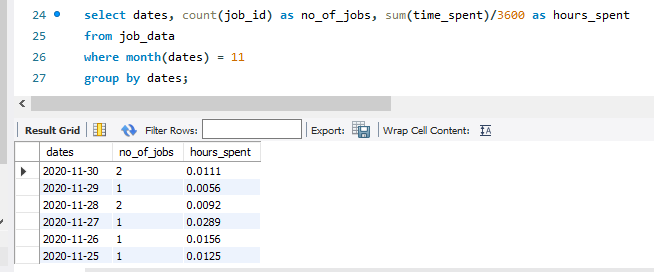 24 select dates, count(job_id) as no_of_jobs, sum(time_spent)/3600 as hours_spent
25 from job_data
26 where month(dates) = 11
27 group by dates;
Result Grid Filter Rows: Export: Wrap Cell Content:
dates no_of_jobs hours_spent
2020-11-30 2 0.0111
2020-11-29 1 0.0056
2020-11-28 2 0.0092
2020-11-27 1 0.0289
2020-11-26 1 0.0156
2020-11-25 1 0.0125